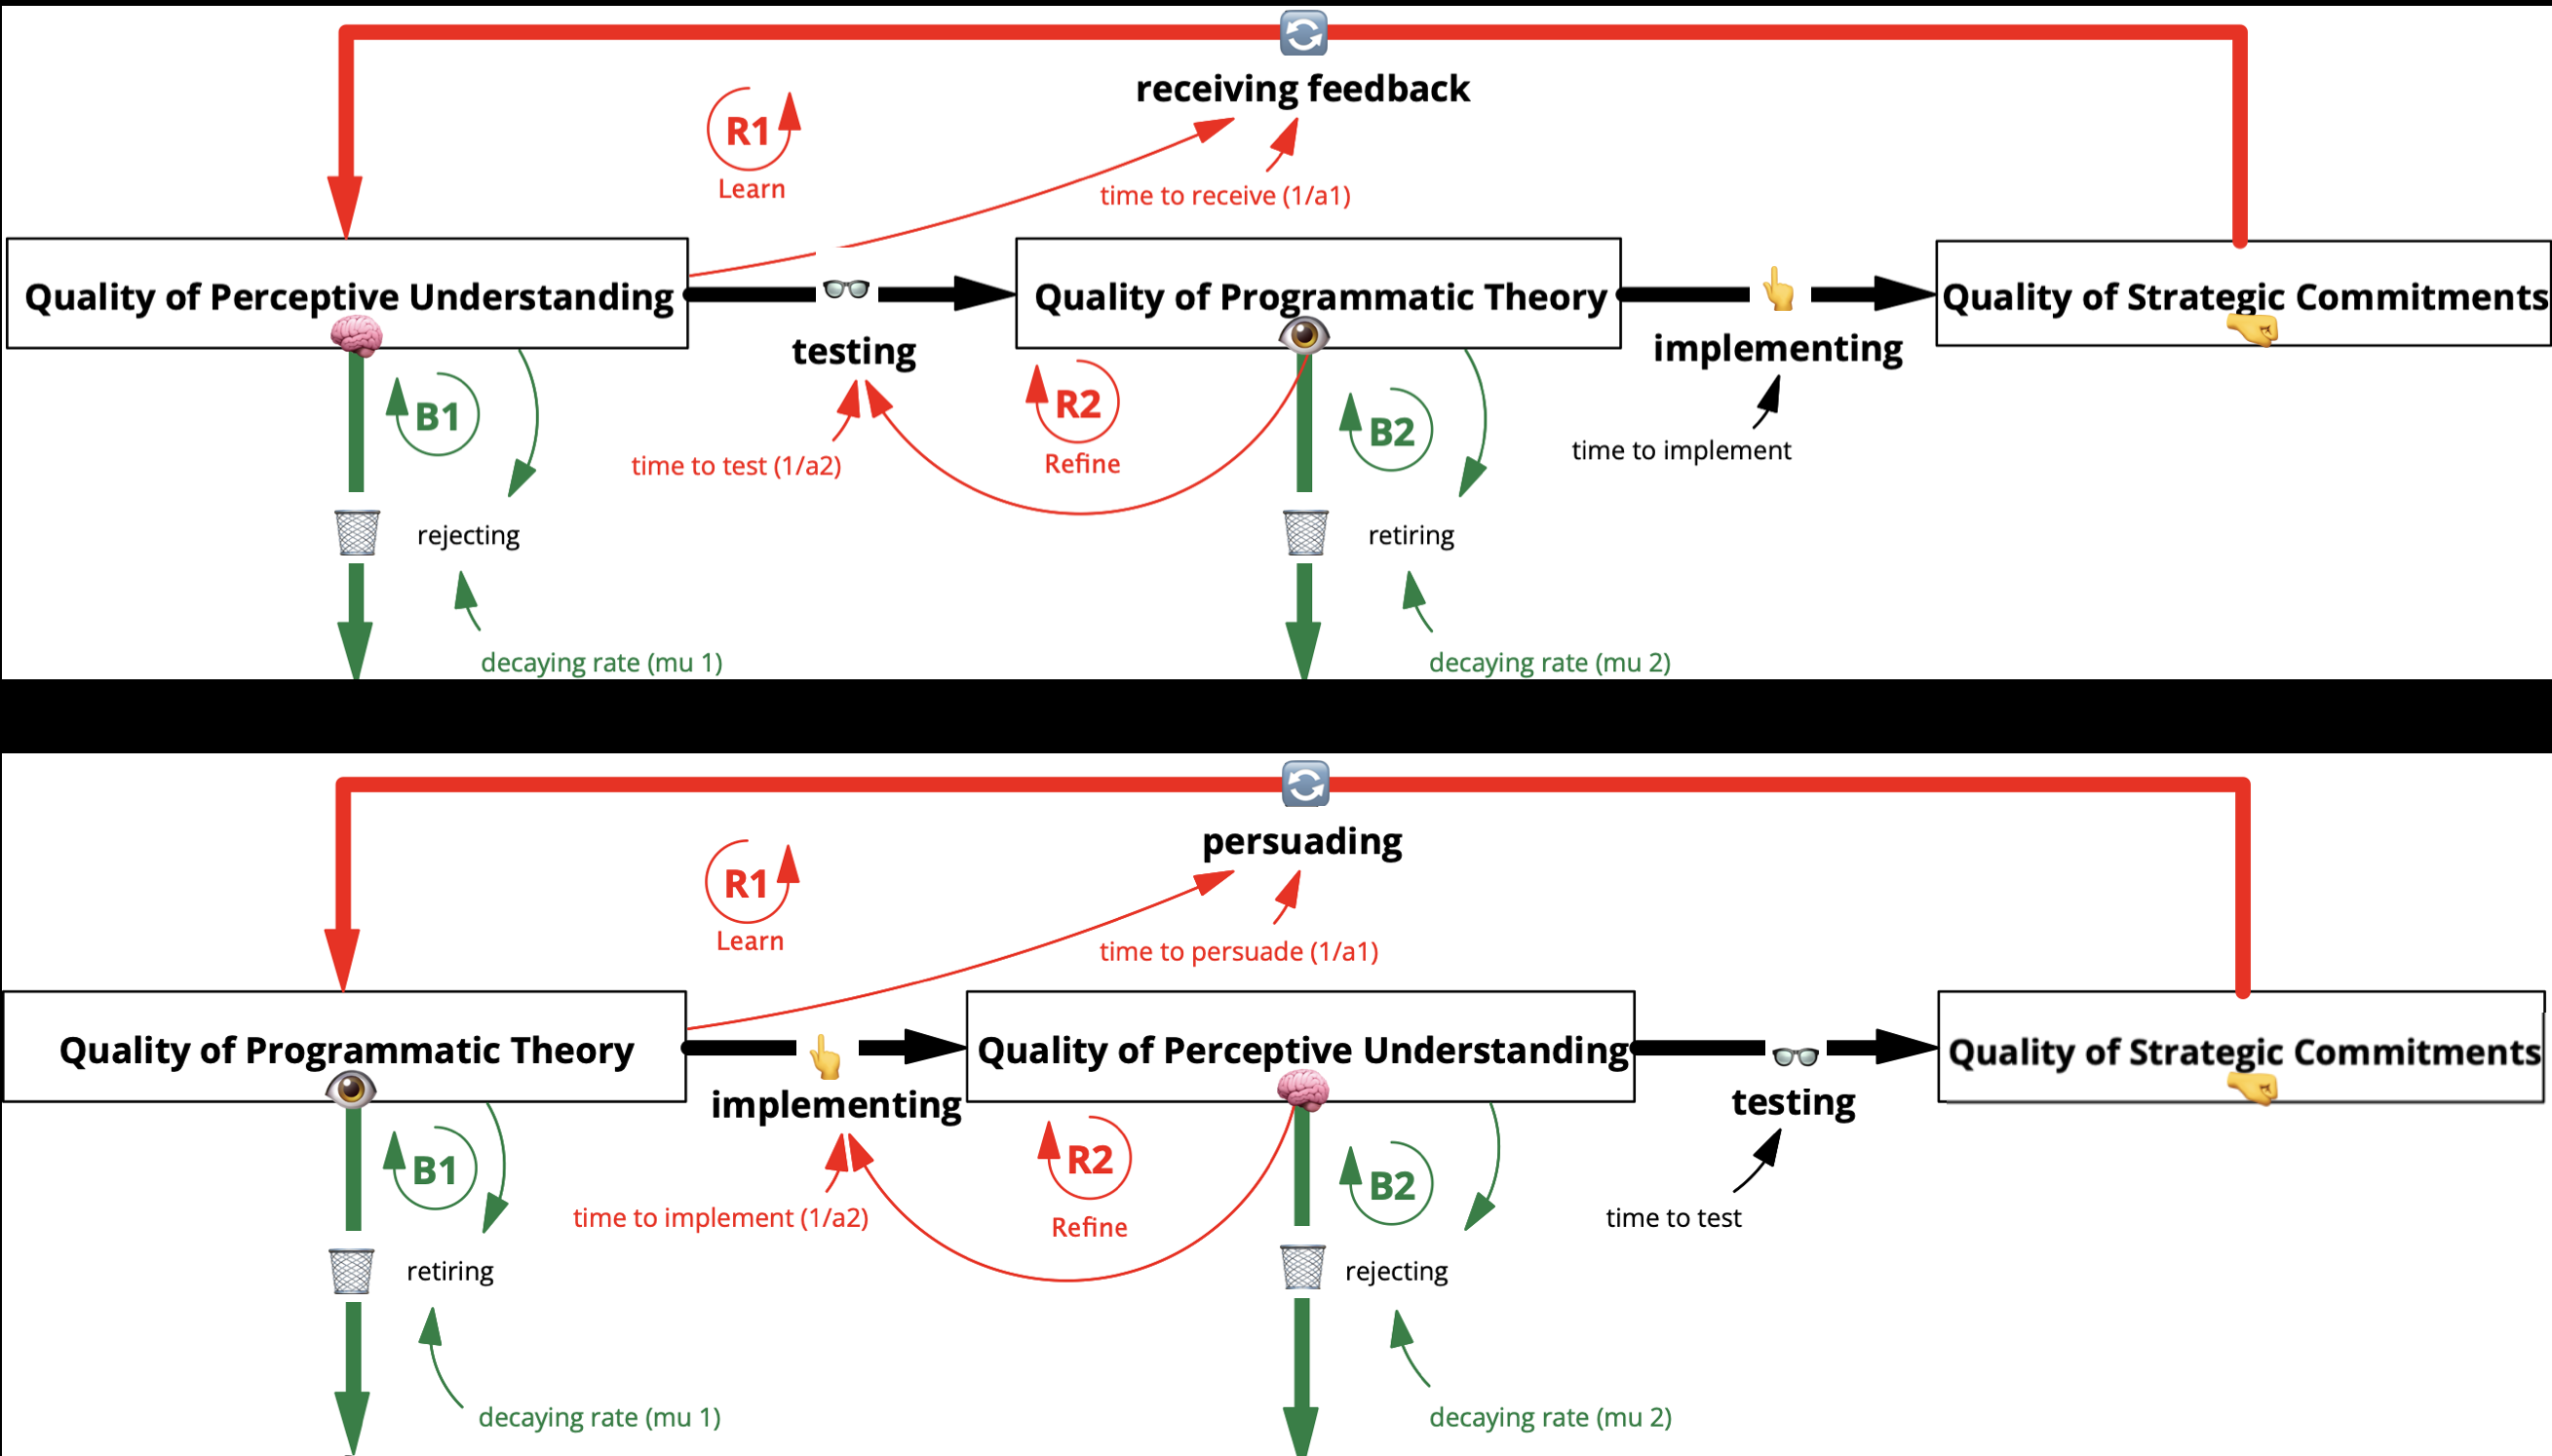 receiving feedback
R1
Learn
time to receive (1/a1)
Quality of Perceptive Understanding
Quality of Programmatic Theory
Quality of Strategic Commitments
testing
implementing
B1
R2
B2
Refine
time to test (1/a2)
time to implement
rejecting
retiring
decaying rate (mu 1)
decaying rate (mu 2)
persuading
R1
Learn
time to persuade (1/a1)
Quality of Programmatic Theory
Quality of Perceptive Understanding
Quality of Strategic Commitments
implementing
testing
B1
R2
B2
Refine
time to implement (1/a2)
time to test
retiring
rejecting
decaying rate (mu 1)
decaying rate (mu 2)